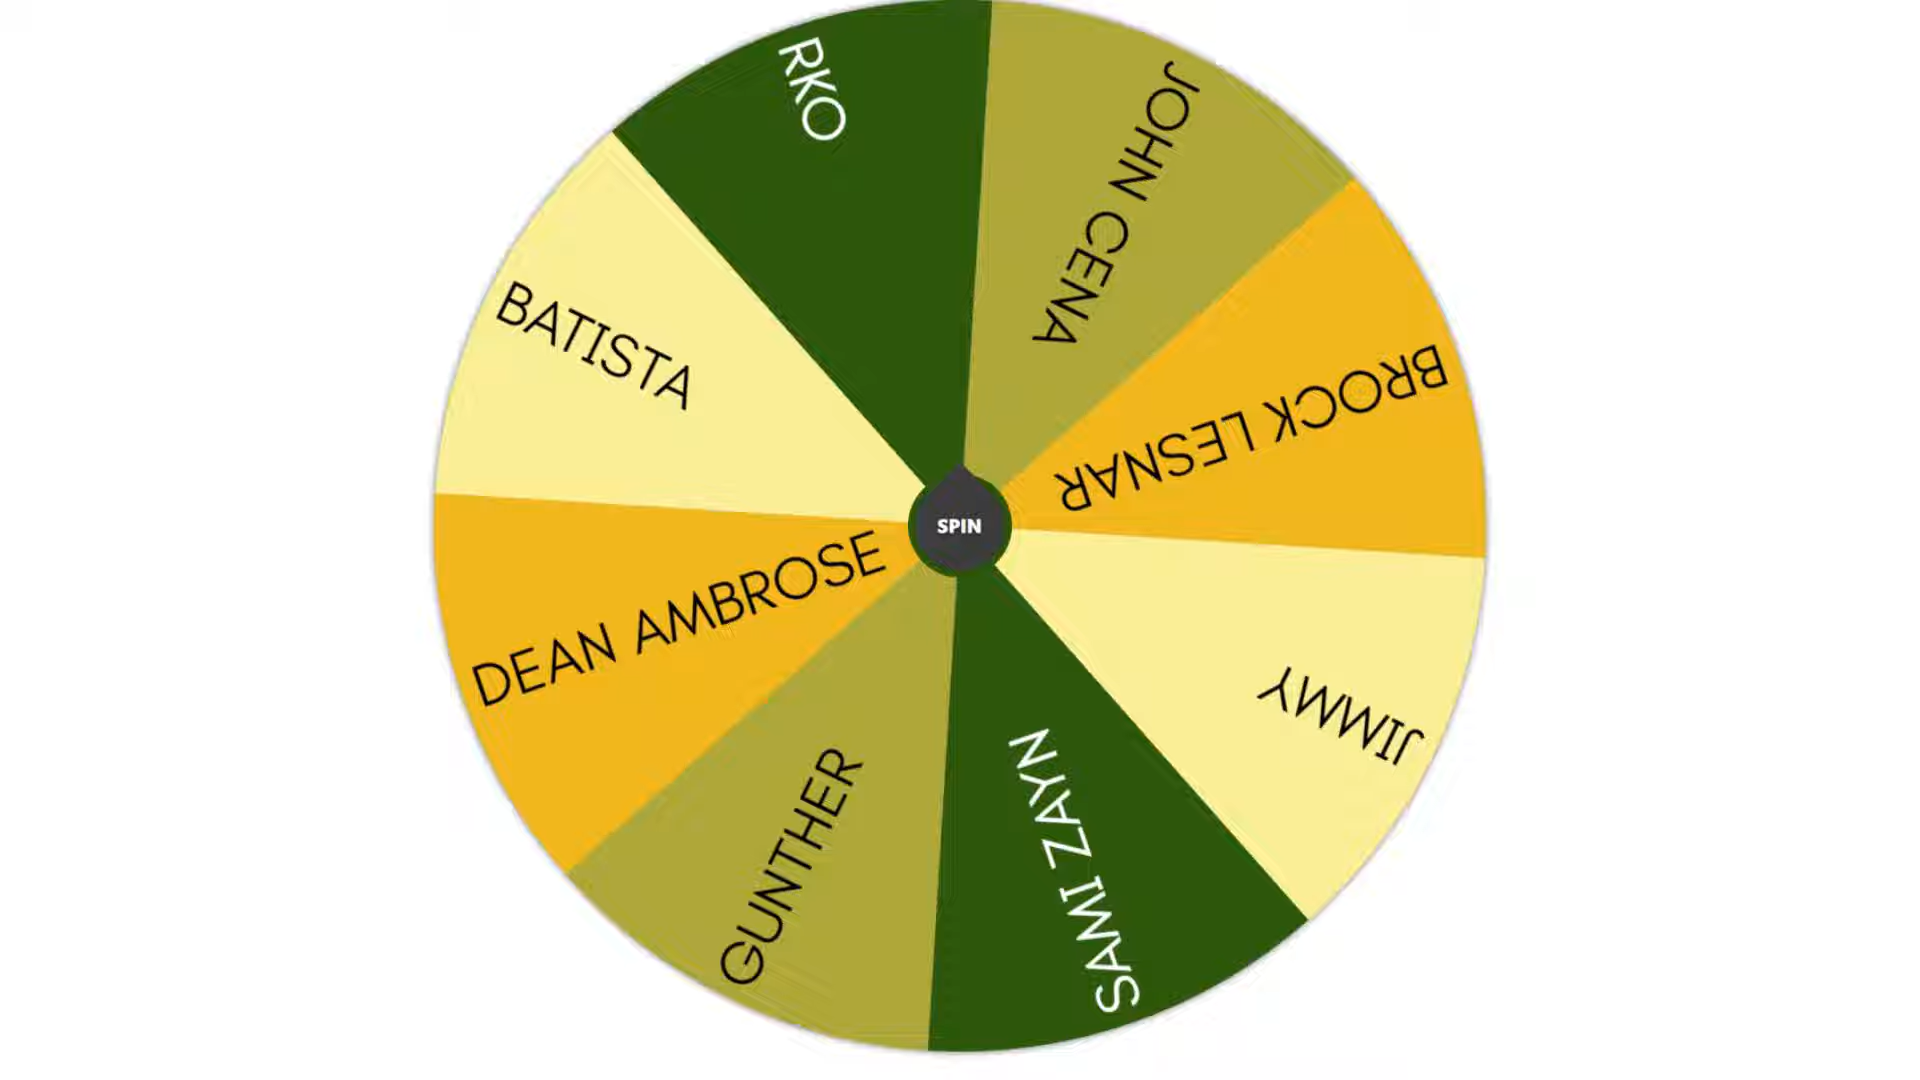 RKO
JOHN CENA
BROCK LESNAR
JIMMY
SAMI ZAYN
GUNTHER
DEAN AMBROSE
BATISTA
SPIN